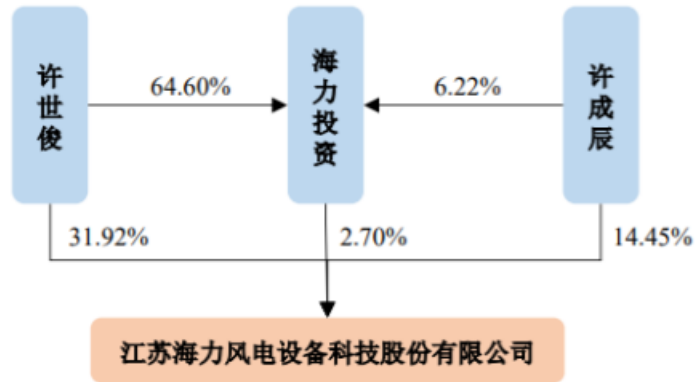 许世俊
64.60%
海力投资
6.22%
许成辰
31.92%
2.70%
14.45%
江苏海力风电设备科技股份有限公司